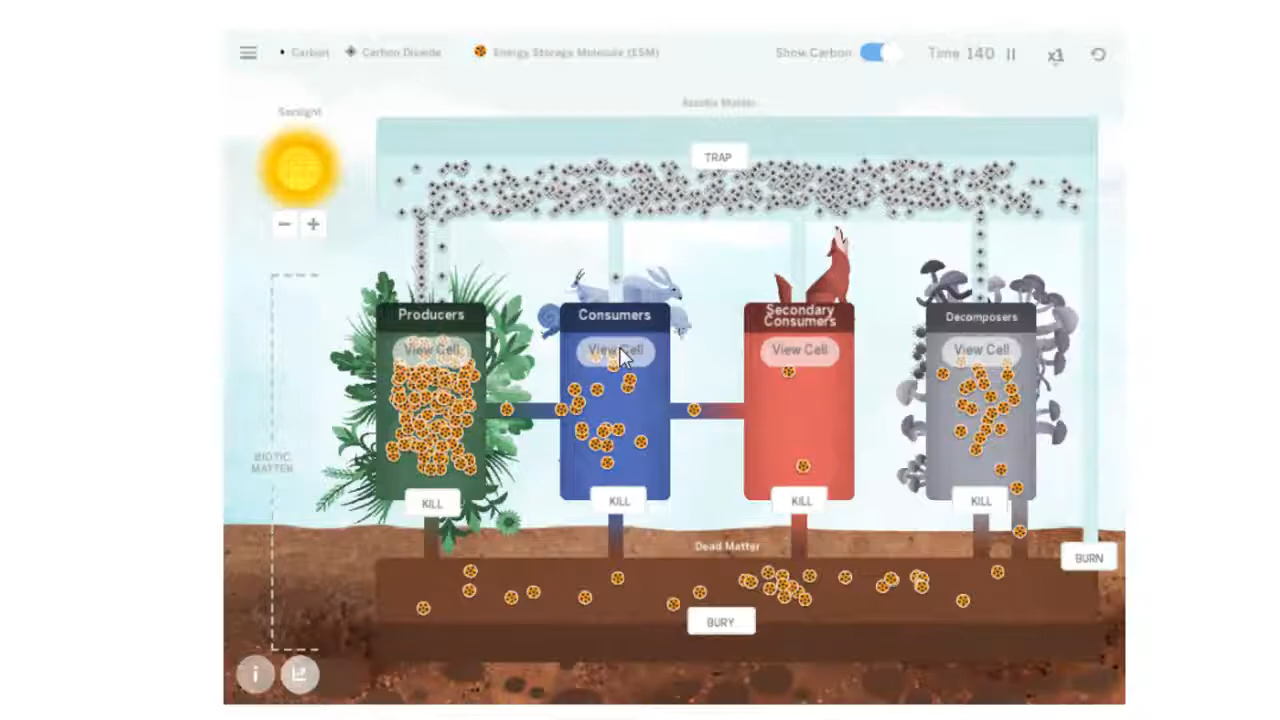 Carbon
Carbon Dioxide
Energy Storage Molecule (ESM)
Show Carbon
Time 140
x1
Sunlight
Abiotic Matter
TRAP
Producers
Consumers
Secondary
Consumers
Decomposers
View Cell
View Cell
View Cell
View Cell
BIOTIC
MATTER
KILL
KILL
KILL
KILL
Dead Matter
BURN
BURY
i